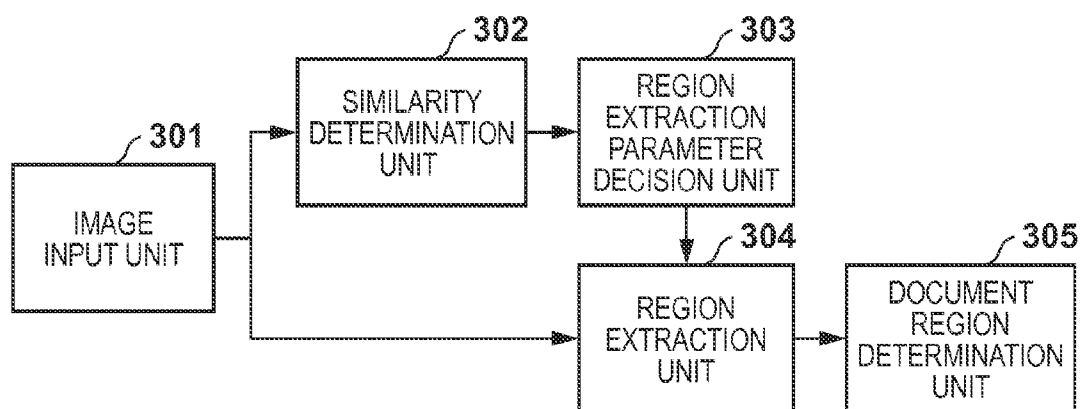 301
IMAGE
INPUT UNIT
302
SIMILARITY
DETERMINATION
UNIT
303
REGION
EXTRACTION
PARAMETER
DECISION UNIT
304
REGION
EXTRACTION
UNIT
305
DOCUMENT
REGION
DETERMINATION
UNIT